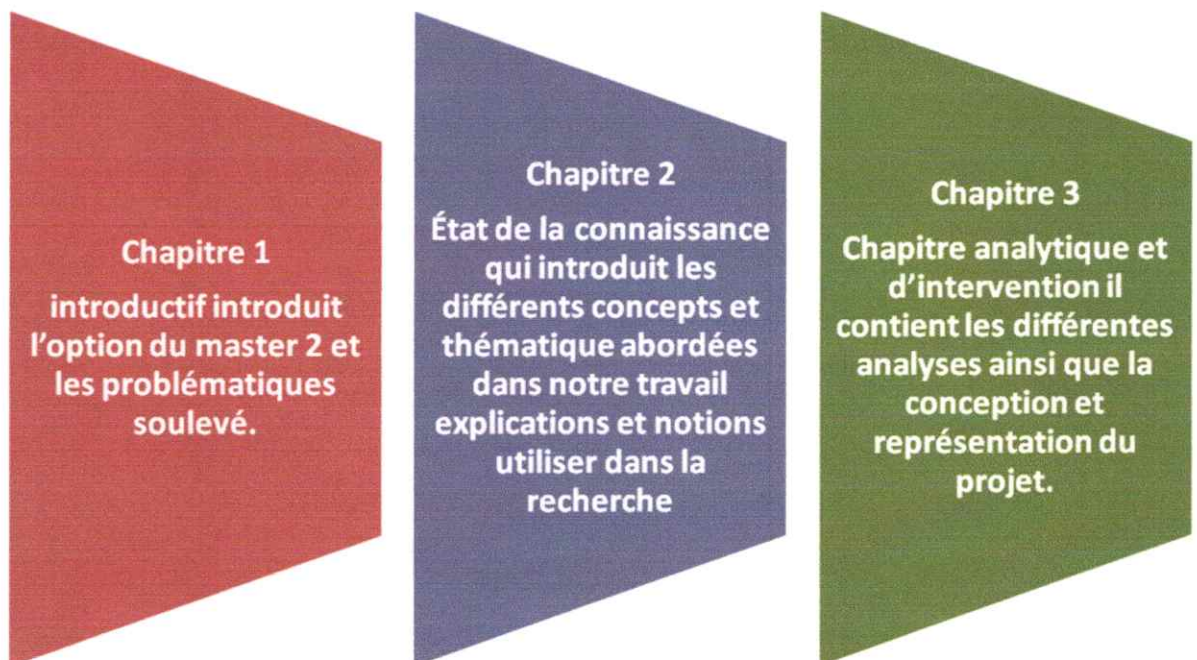 Chapitre 1
introductif introduit
l'option du master 2 et
les problématiques
soulevé.
Chapitre 2
État de la connaissance
qui introduit les
différents concepts et
thématique abordées
dans notre travail
explications et notions
utiliser dans la
recherche
Chapitre 3
Chapitre analytique et
d'intervention il
contient les différentes
analyses ainsi que la
conception et
représentation du
projet.